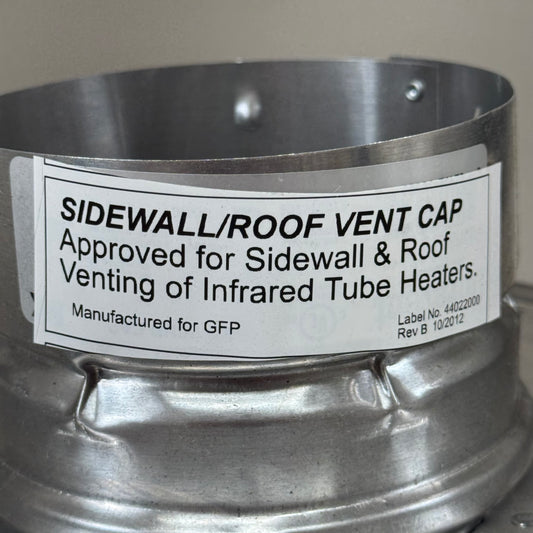 SIDEWALL/ROOF VENT CAP
Approved for Sidewall & Roof
Venting of Infrared Tube Heaters.
Manufactured for GFP
Label No. 44022000
Rev B 10/2012